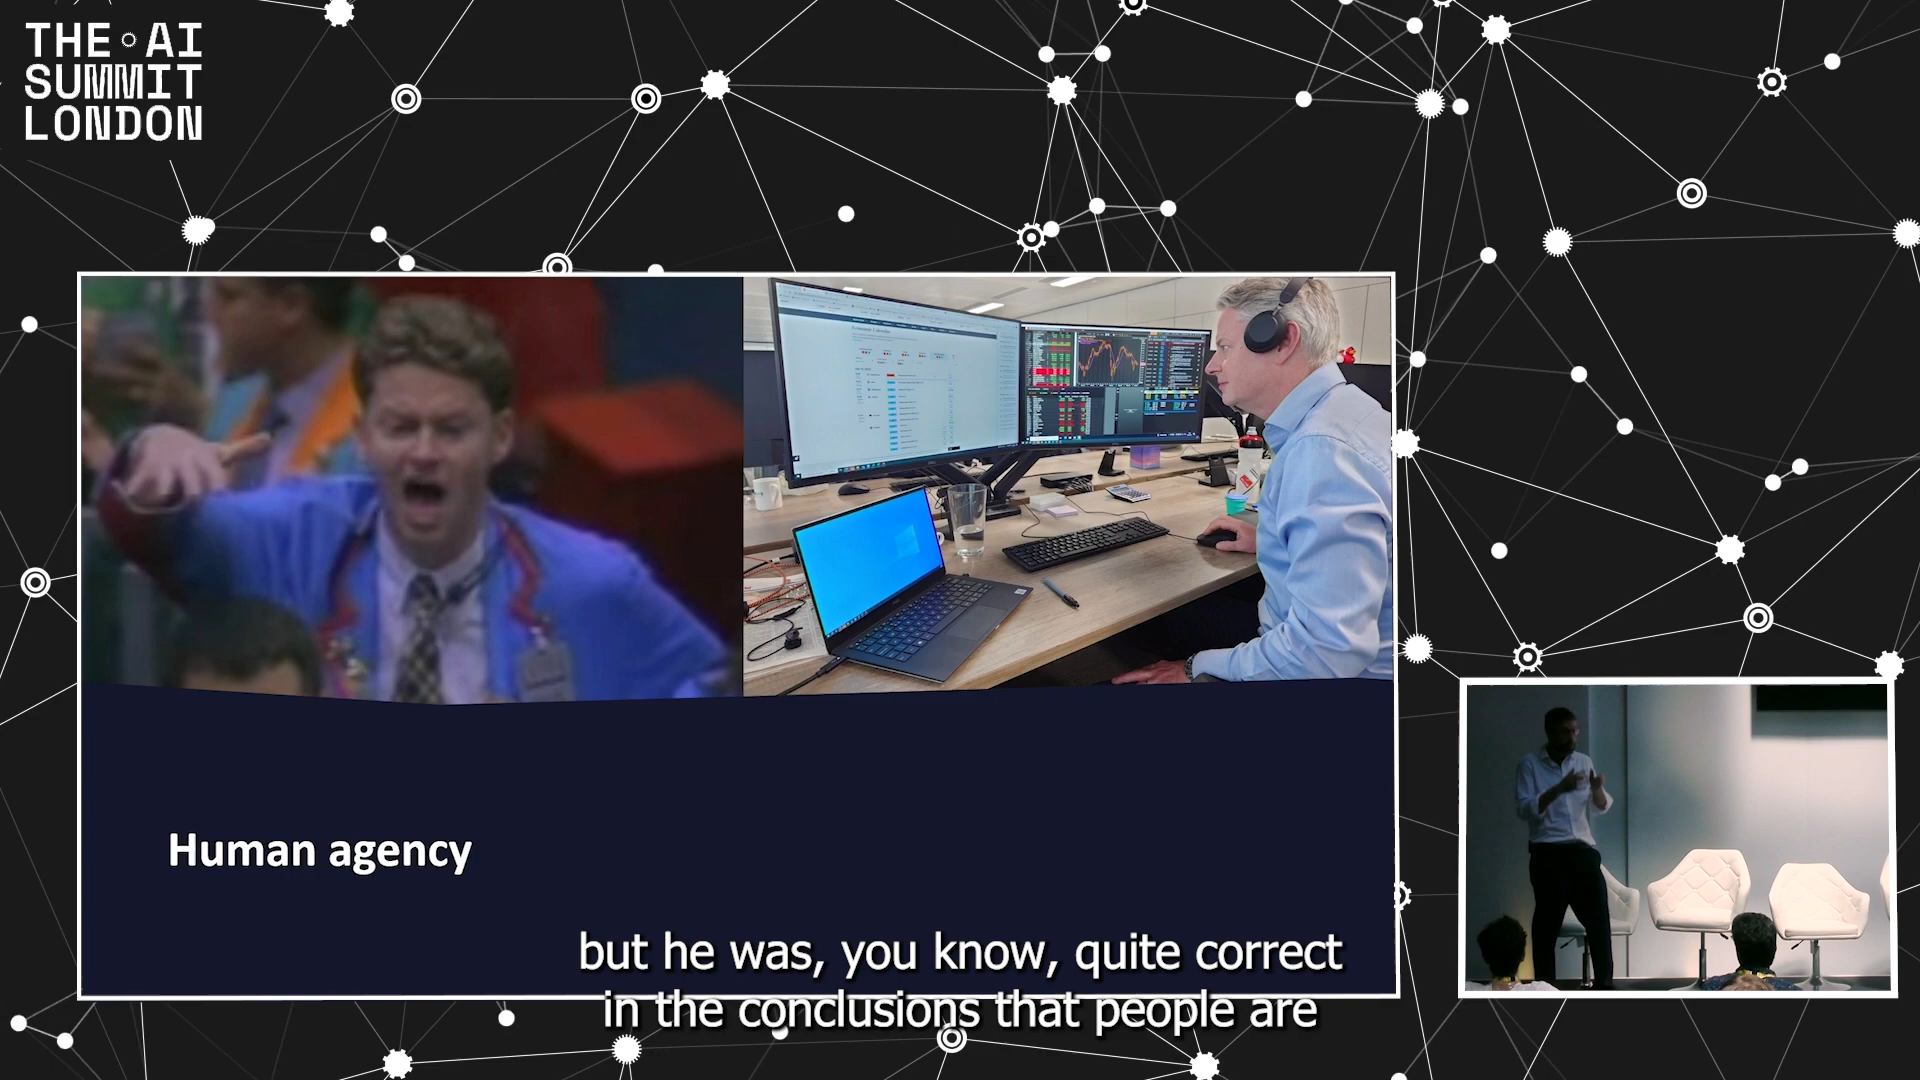 THE AI
SUMMIT
LONDON
Human agency
but he was, you know, quite correct
in the conclusions that people are